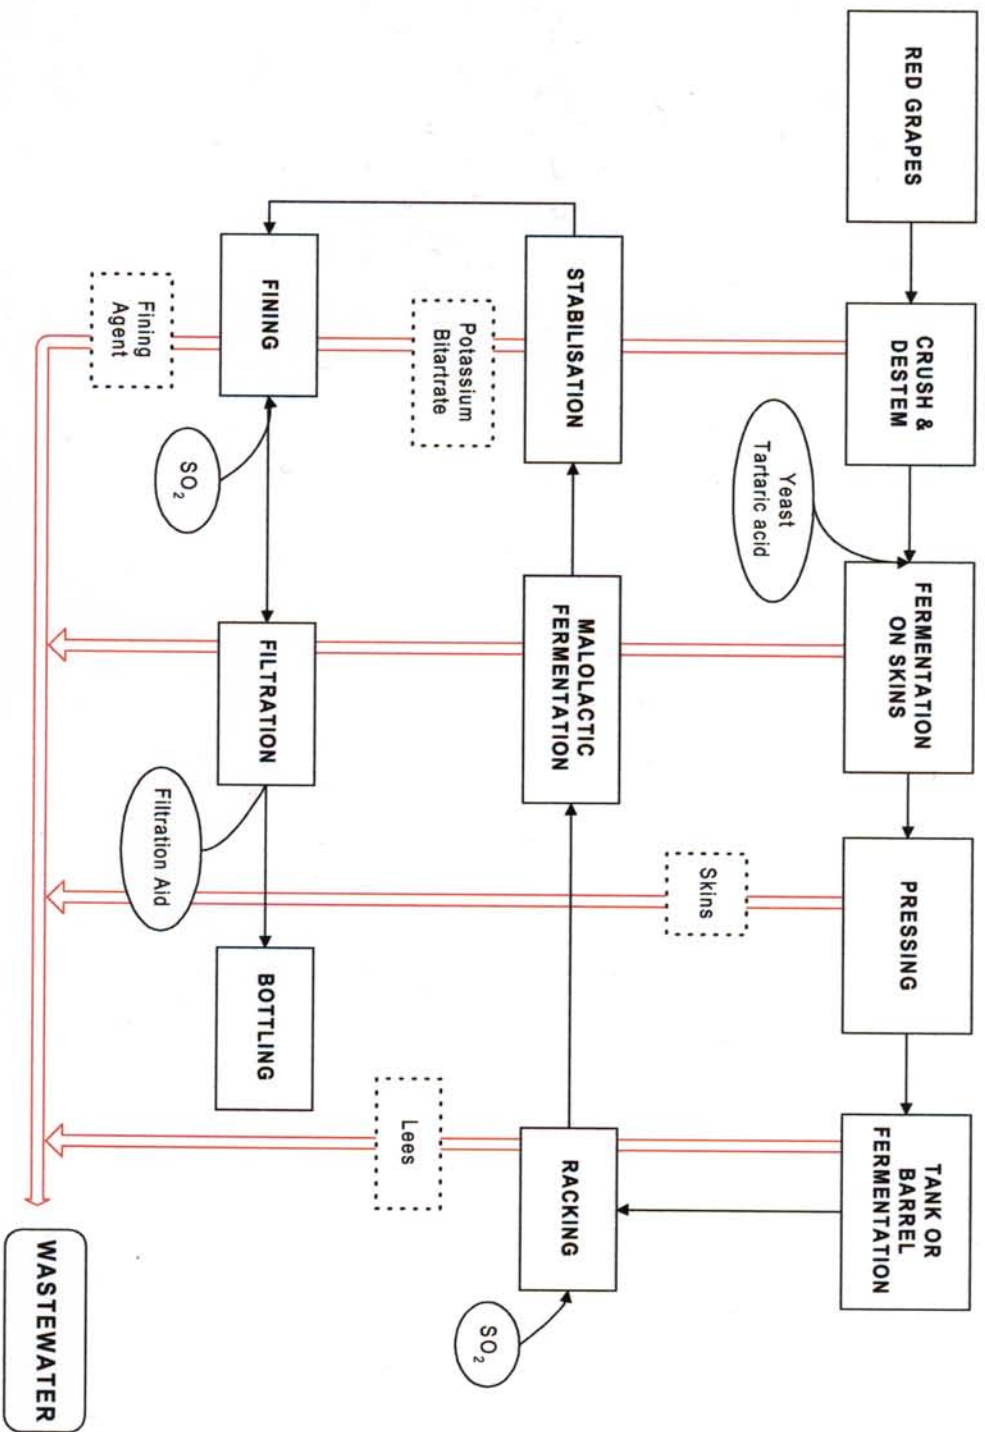 RED GRAPES
CRUSH &
DESTEM
FERMENTATION
ON SKINS
PRESSING
TANK OR
BARREL
FERMENTATION
Yeast
Tartaric acid
Skins
STABILISATION
MALOLACTIC
FERMENTATION
RACKING
SO₂
Potassium
Bitartrate
Lees
FINING
FILTRATION
BOTTLING
SO₂
Filtration Aid
Fining
Agent
WASTEWATER